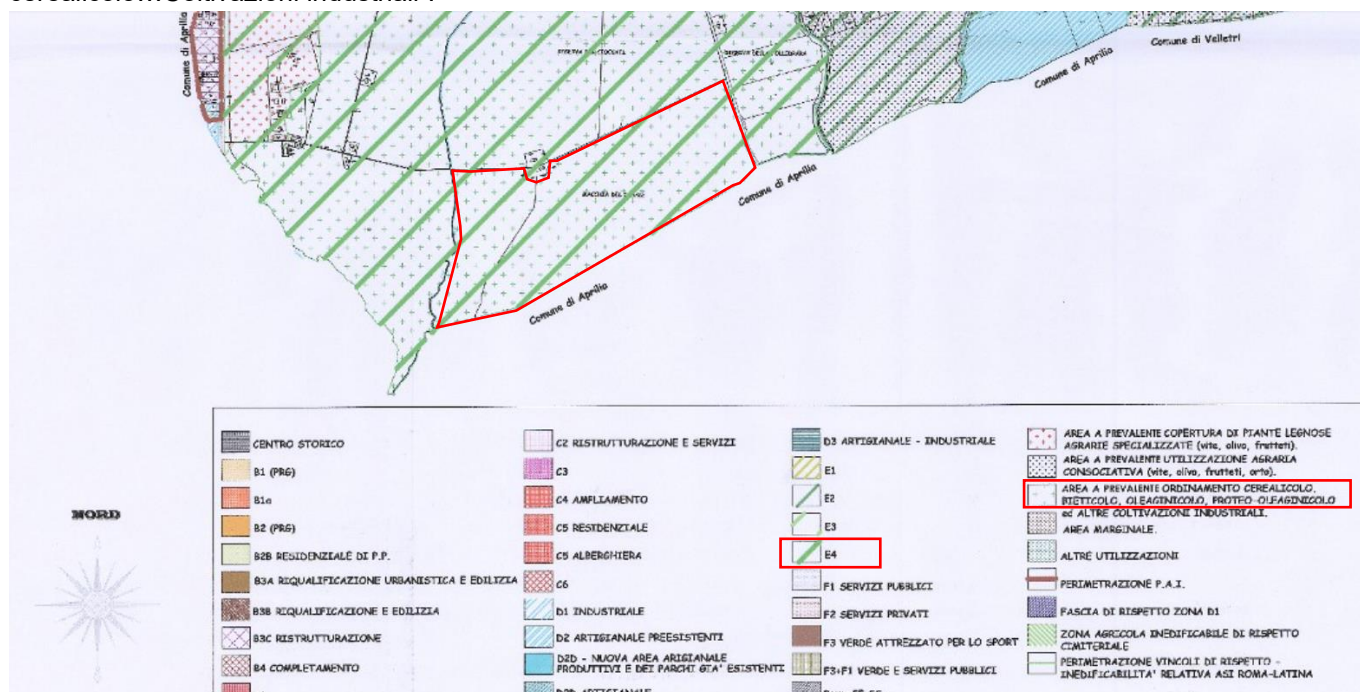 Comune di Aprilia
Comune di Velletri
Comune di Aprilia
Comune di Aprilia
Comune di Aprilia
NORD
CENTRO STORICO
B1 (PRG)
B1a
B2 (PRG)
B2B RESIDENZIALE DI P.P.
B3A RIQUALIFICAZIONE URBANISTICA E EDILIZIA
B3B RIQUALIFICAZIONE E EDILIZIA
B3C RISTRUTTURAZIONE
B4 COMPLETAMENTO
C2 RISTRUTTURAZIONE E SERVIZI
C3
C4 AMPLIAMENTO
C5 RESIDENZIALE
C5 ALBERGHIERA
C6
D1 INDUSTRIALE
D2 ARTIGIANALE PREESISTENTI
D2D - NUOVA AREA ARIGIANALE
PRODUTTIVI E DEI PARCHI GIA' ESISTENTI
D3 ARTIGIANALE - INDUSTRIALE
E1
E2
E3
E4
F1 SERVIZI PUBBLICI
F2 SERVIZI PRIVATI
F3 VERDE ATTREZZATO PER LO SPORT
F3+F1 VERDE E SERVIZI PUBBLICI
AREA A PREVALENTE COPERTURA DI PIANTE LEGNOSE
AGRARIE SPECIALIZZATE (vite, olivo, frutteti).
AREA A PREVALENTE UTILIZZAZIONE AGRARIA
CONSOCIATIVA (vite, olivo, frutteti, orto).
AREA A PREVALENTE ORDINAMENTO CEREALICOLO,
BIETICOLO, OLEAGINICOLO, PROTEO-OLEAGINICOLO
ed ALTRE COLTIVAZIONI INDUSTRIALI.
AREA MARGINALE.
ALTRE UTILIZZAZIONI
PERIMETRAZIONE P.A.I.
FASCIA DI RISPETTO ZONA D1
ZONA AGRICOLA INEDIFICABILE DI RISPETTO
CIMITERIALE
PERIMETRAZIONE VINCOLI DI RISPETTO -
INEDIFICABILITA' RELATIVA ASI ROMA-LATINA